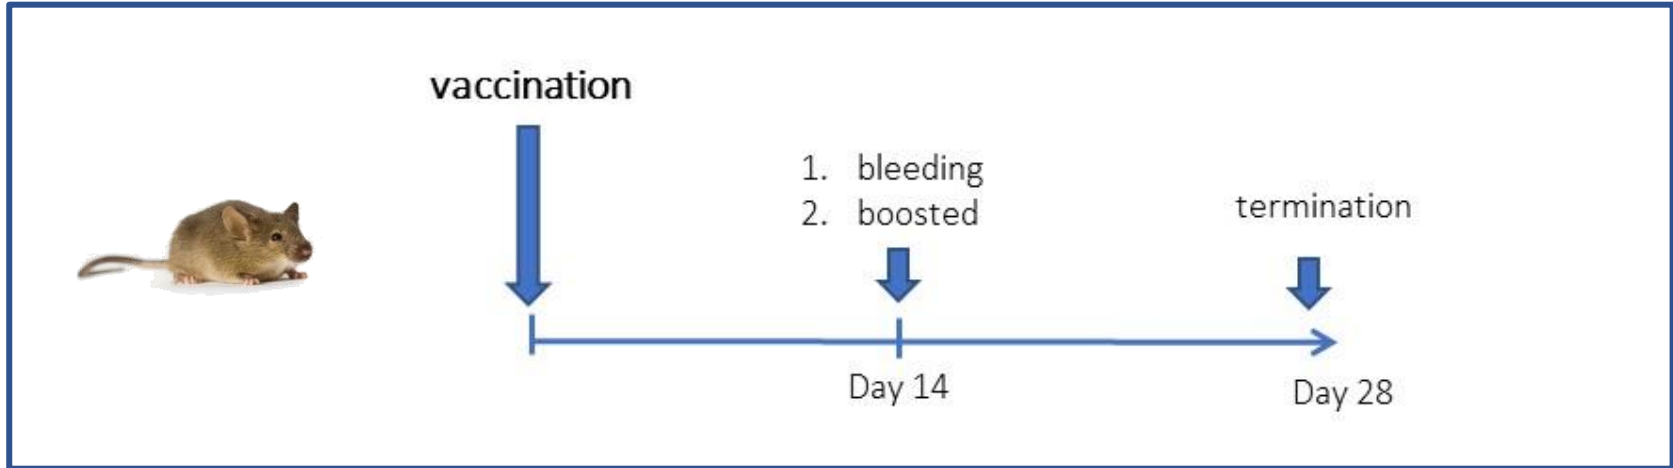 vaccination
1. bleeding
2. boosted
termination
Day 14
Day 28